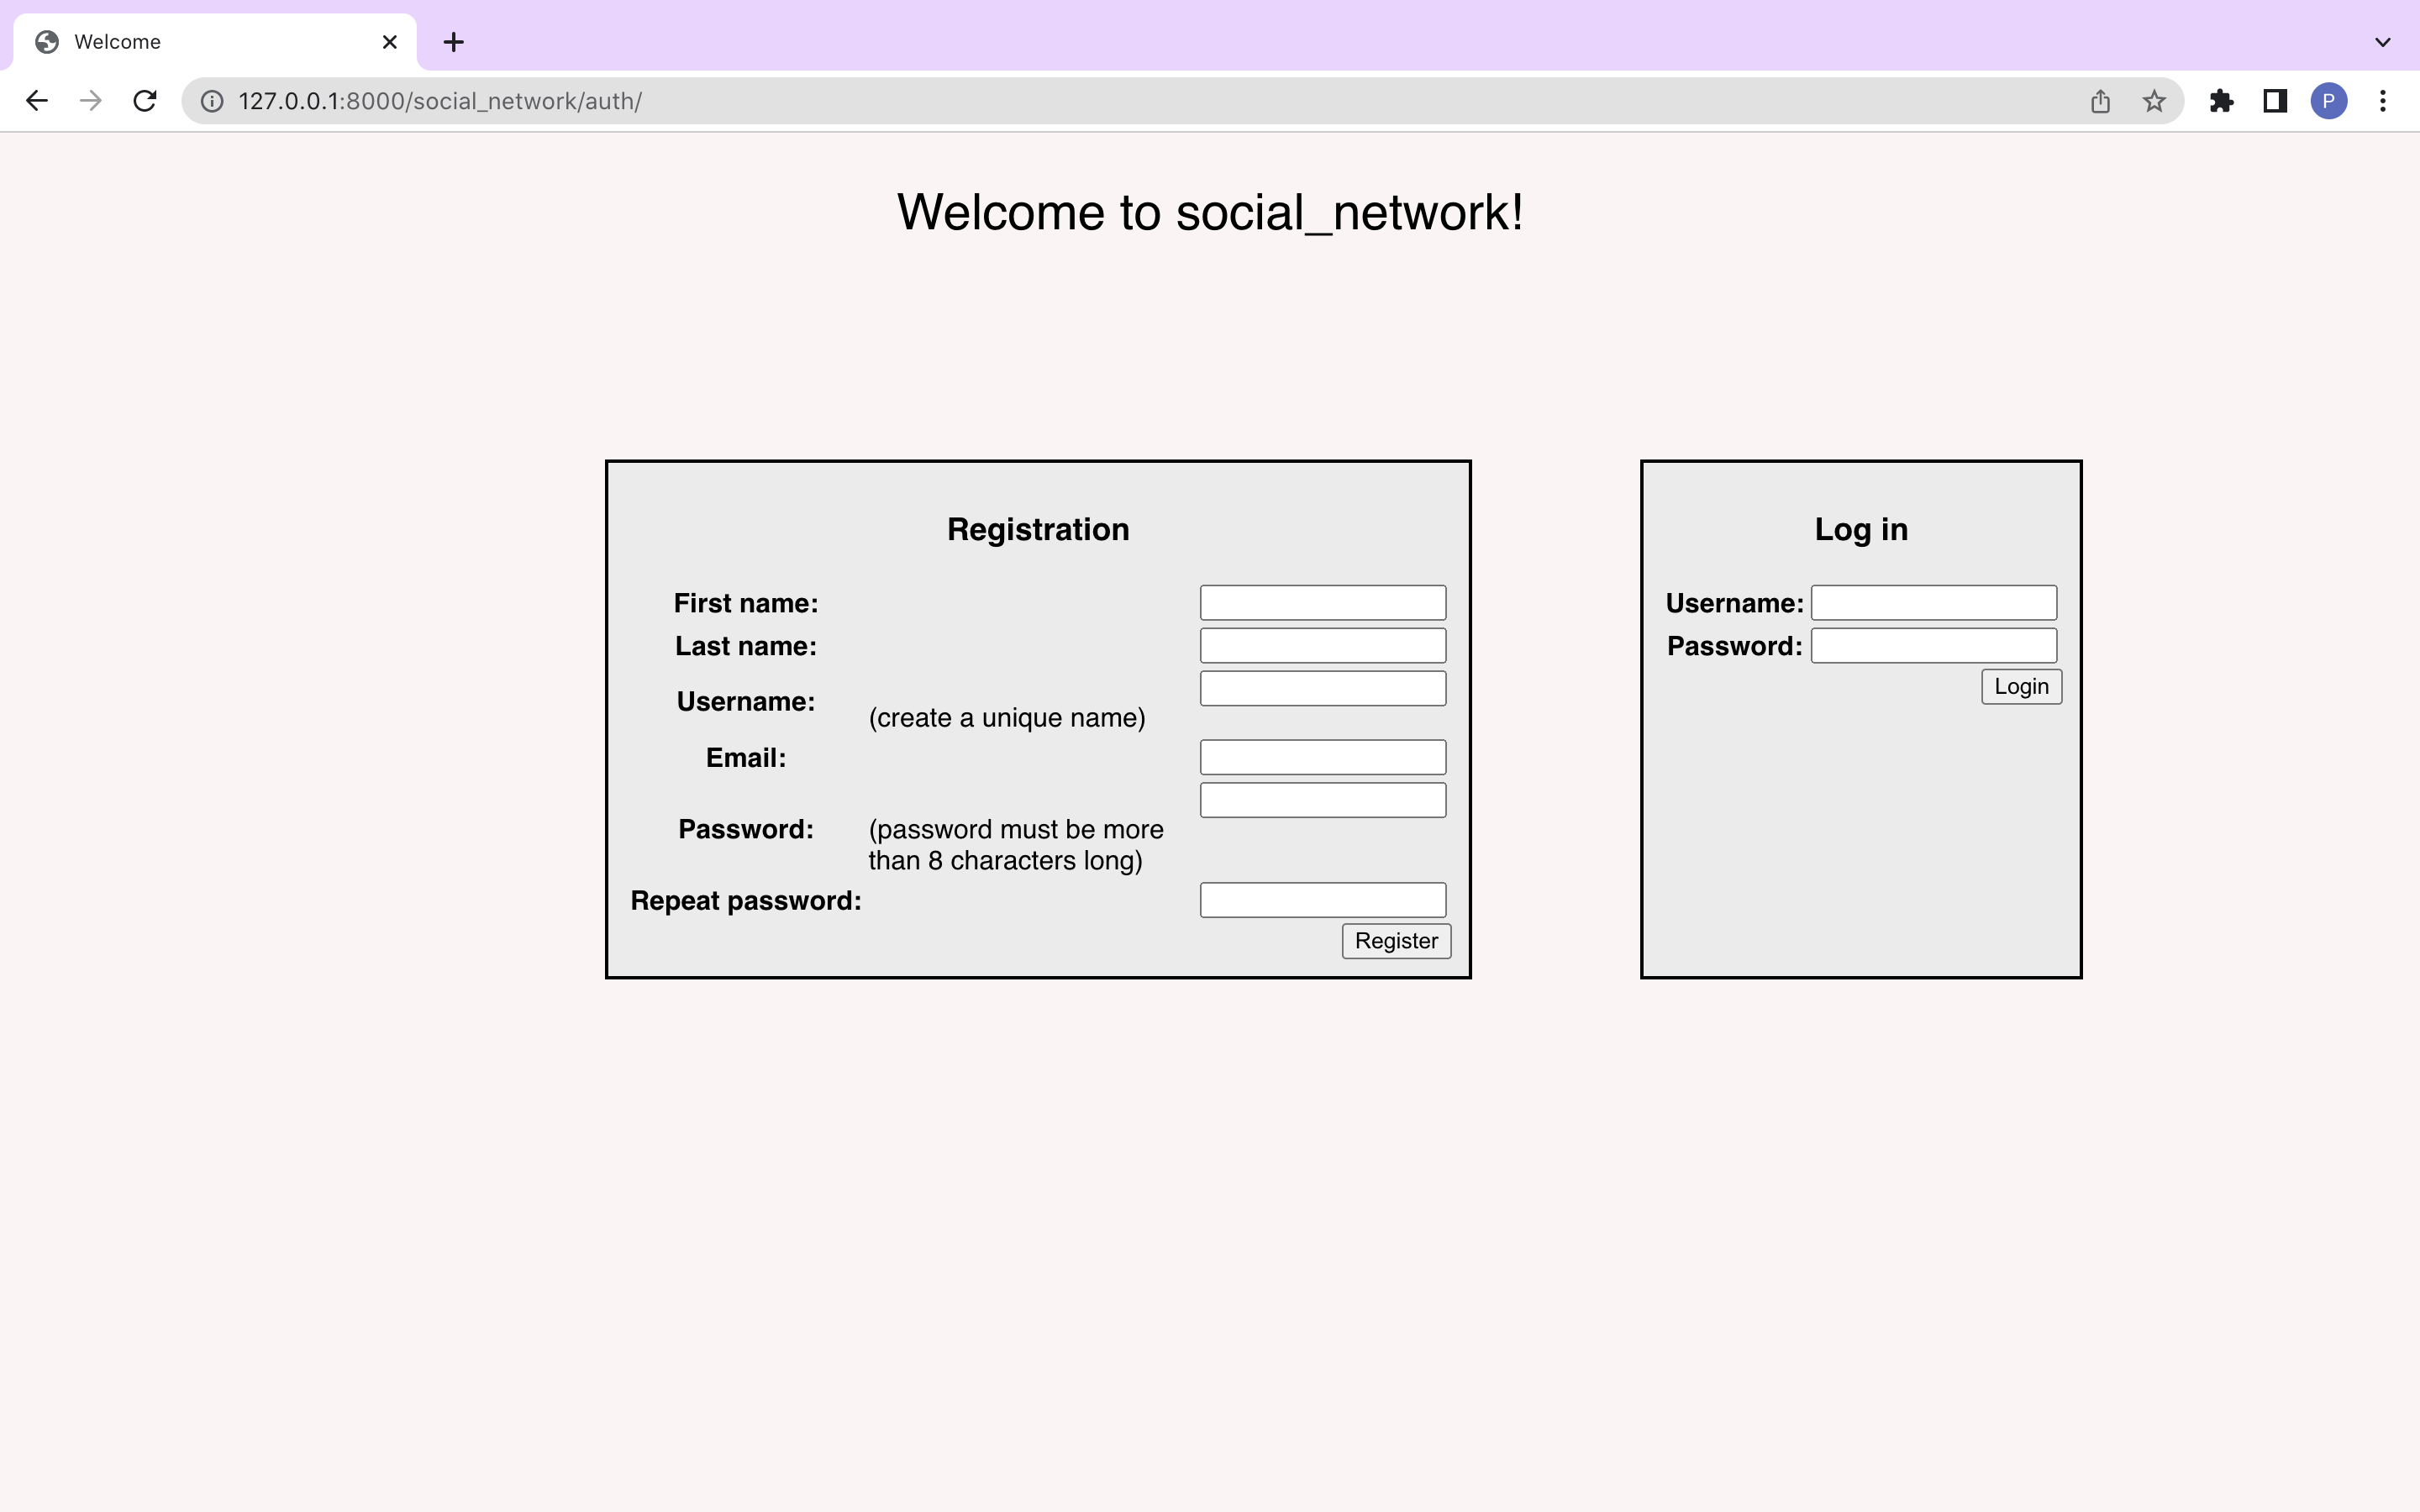 Welcome
127.0.0.1:8000/social_network/auth/
P
Welcome to social_network!
Registration
First name:
Last name:
Username:
(create a unique name)
Email:
Password:
(password must be more
than 8 characters long)
Repeat password:
Register
Log in
Username:
Password:
Login